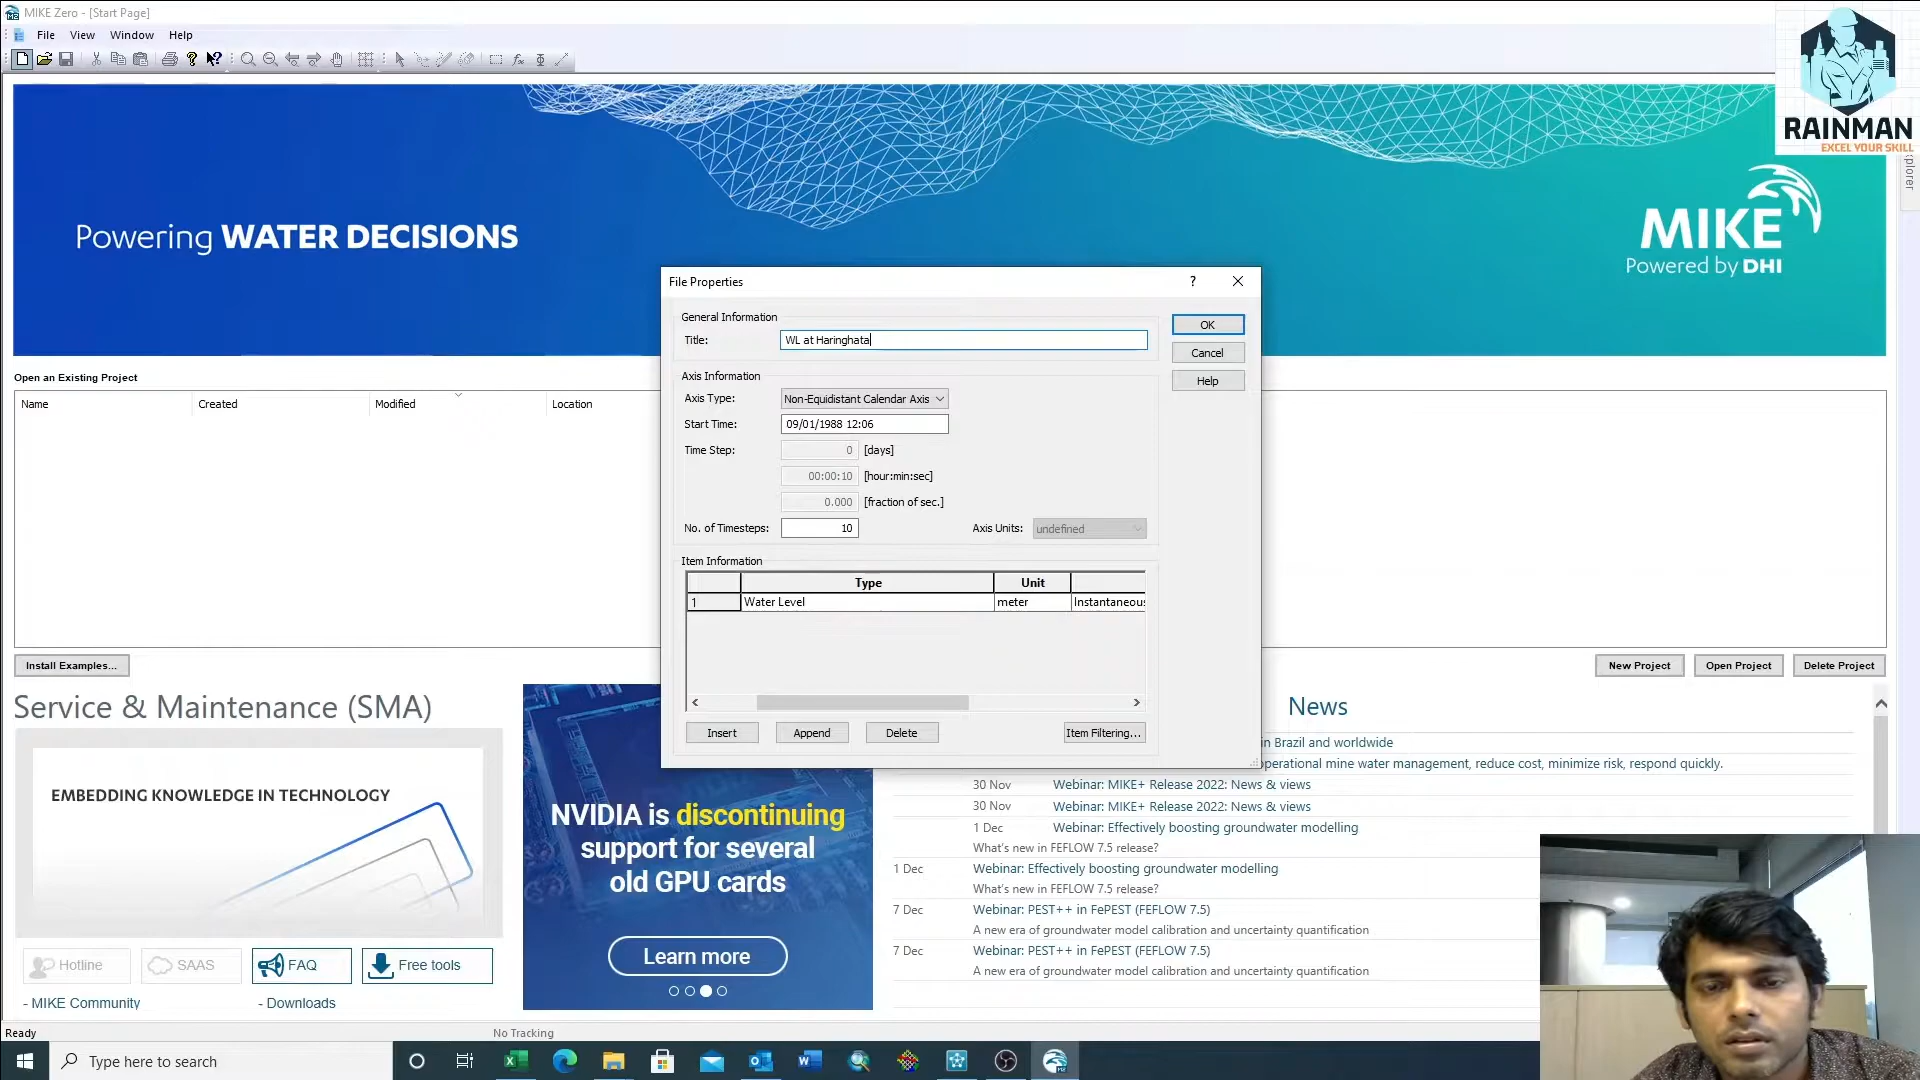 MIKE Zero - [Start Page]
File View Window Help
RAINMAN
EXCEL YOUR SKILL
plorer
Powering WATER DECISIONS
MIKE
Powered by DHI
File Properties
General Information
Title: WL at Haringhata
OK
Cancel
Help
Axis Information
Axis Type: Non-Equidistant Calendar Axis
Start Time: 09/01/1988 12:06
Time Step: 0 [days]
00:00:10 [hour:min:sec]
0.000 [fraction of sec.]
No. of Timesteps: 10 Axis Units: undefined
Item Information
Type Unit
1 Water Level meter Instantaneous
Insert Append Delete Item Filtering...
Open an Existing Project
Name Created Modified Location
Install Examples... New Project Open Project Delete Project
Service & Maintenance (SMA)
EMBEDDING KNOWLEDGE IN TECHNOLOGY
Hotline SAAS FAQ Free tools
- MIKE Community - Downloads
NVIDIA is discontinuing
support for several
old GPU cards
Learn more
News
in Brazil and worldwide
operational mine water management, reduce cost, minimize risk, respond quickly.
30 Nov Webinar: MIKE+ Release 2022: News & views
30 Nov Webinar: MIKE+ Release 2022: News & views
1 Dec Webinar: Effectively boosting groundwater modelling
What's new in FEFLOW 7.5 release?
1 Dec Webinar: Effectively boosting groundwater modelling
What's new in FEFLOW 7.5 release?
7 Dec Webinar: PEST++ in FePEST (FEFLOW 7.5)
A new era of groundwater model calibration and uncertainty quantification
7 Dec Webinar: PEST++ in FePEST (FEFLOW 7.5)
A new era of groundwater model calibration and uncertainty quantification
Ready No Tracking
Type here to search